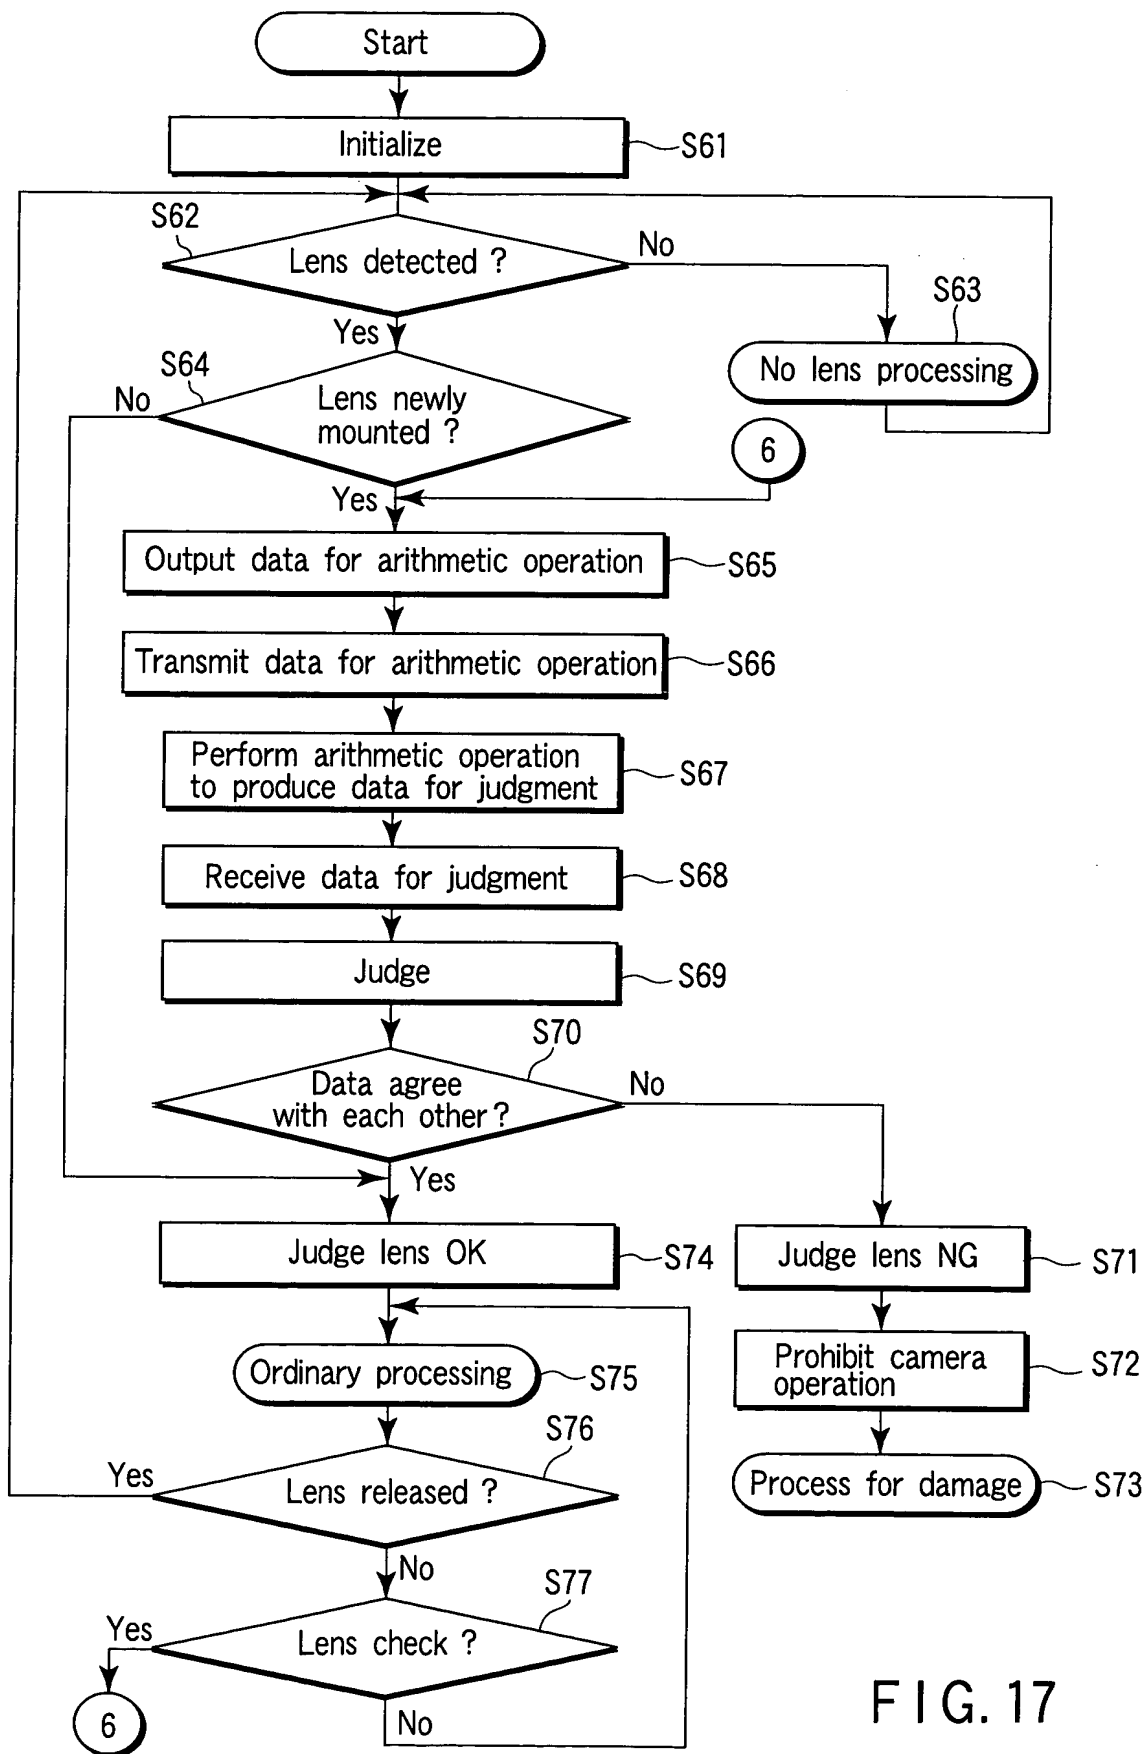 Start
Initialize
S61
S62
Lens detected ?
No
S63
No lens processing
Yes
S64
No
Lens newly
mounted ?
6
Yes
Output data for arithmetic operation
S65
Transmit data for arithmetic operation
S66
Perform arithmetic operation
to produce data for judgment
S67
Receive data for judgment
S68
Judge
S69
S70
Data agree
with each other ?
No
Yes
Judge lens OK
S74
Judge lens NG
S71
Ordinary processing
S75
Prohibit camera
operation
S72
S76
Lens released ?
Yes
Process for damage
S73
No
S77
Lens check ?
Yes
6
No
FIG. 17